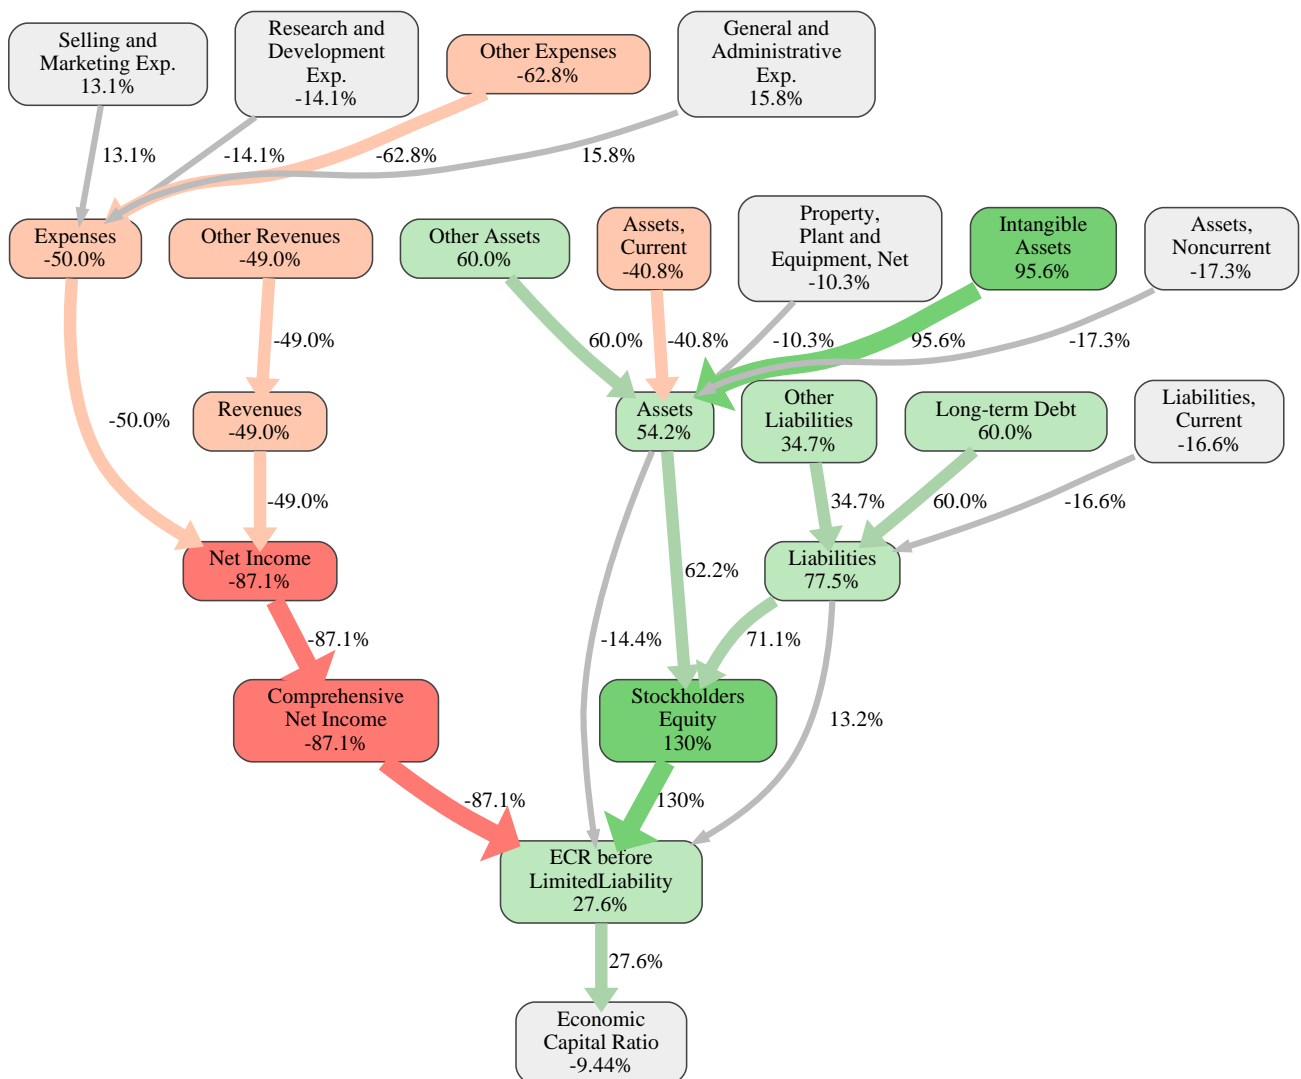 Selling and
Marketing Exp.
13.1%
Research and
Development
Exp.
-14.1%
Other Expenses
-62.8%
General and
Administrative
Exp.
15.8%
13.1%
-14.1%
-62.8%
15.8%
Expenses
-50.0%
Other Revenues
-49.0%
Other Assets
60.0%
Assets,
Current
-40.8%
Property,
Plant and
Equipment, Net
-10.3%
Intangible
Assets
95.6%
Assets,
Noncurrent
-17.3%
-49.0%
60.0%
-40.8%
-10.3%
95.6%
-17.3%
-50.0%
Revenues
-49.0%
Assets
54.2%
Other
Liabilities
34.7%
Long-term Debt
60.0%
Liabilities,
Current
-16.6%
-49.0%
34.7%
60.0%
-16.6%
Net Income
-87.1%
62.2%
Liabilities
77.5%
-87.1%
-14.4%
71.1%
Comprehensive
Net Income
-87.1%
Stockholders
Equity
130%
13.2%
-87.1%
130%
ECR before
LimitedLiability
27.6%
27.6%
Economic
Capital Ratio
-9.44%